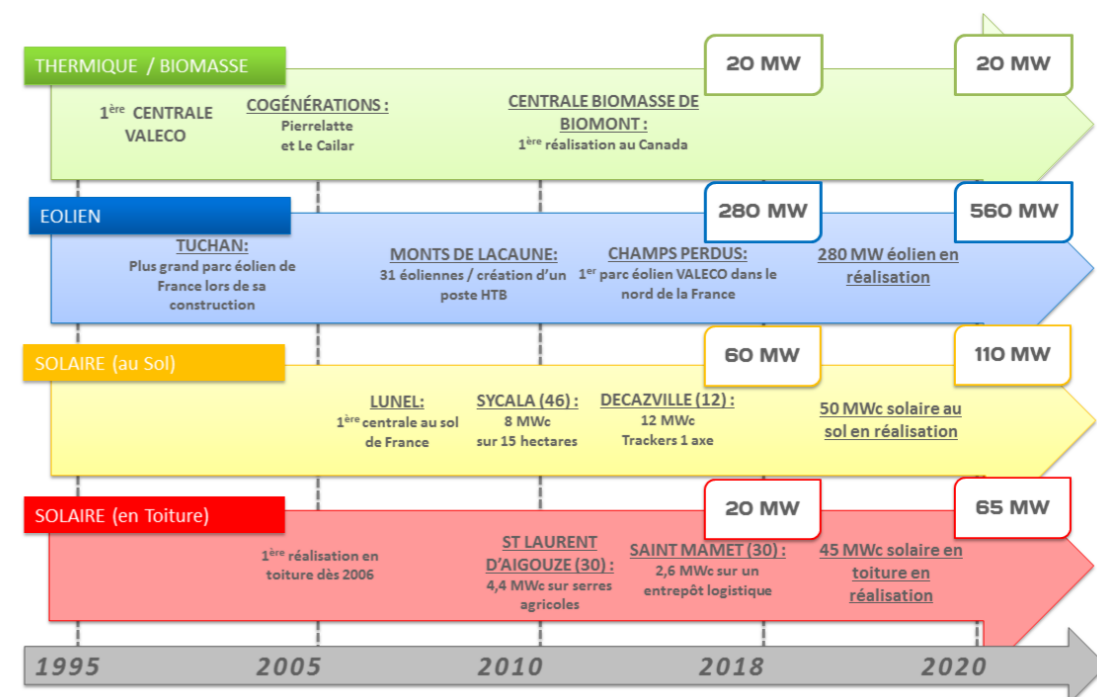 THERMIQUE / BIOMASSE
20 MW
20 MW
1ère CENTRALE
VALECO
COGÉNÉRATIONS :
Pierrelatte
et Le Cailar
CENTRALE BIOMASSE DE
BIOMONT :
1ère réalisation au Canada
EOLIEN
280 MW
560 MW
TUCHAN:
Plus grand parc éolien de
France lors de sa
construction
MONTS DE LACAUNE:
31 éoliennes / création d'un
poste HTB
CHAMPS PERDUS:
1er parc éolien VALECO dans le
nord de la France
280 MW éolien en
réalisation
SOLAIRE (au Sol)
60 MW
110 MW
LUNEL:
1ère centrale au sol
de France
SYCALA (46) :
8 MWc
sur 15 hectares
DECAZVILLE (12) :
12 MWc
Trackers 1 axe
50 MWc solaire au
sol en réalisation
SOLAIRE (en Toiture)
20 MW
65 MW
1ère réalisation en
toiture dès 2006
ST LAURENT
D'AIGOUZE (30) :
4,4 MWc sur serres
agricoles
SAINT MAMET (30) :
2,6 MWc sur un
entrepôt logistique
45 MWc solaire en
toiture en
réalisation
1995
2005
2010
2018
2020